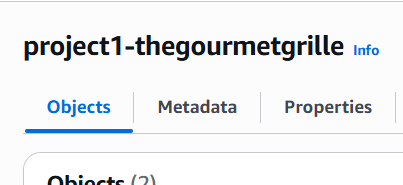 project1-thegourmetgrille Info
Objects Metadata Properties
Objects (2)